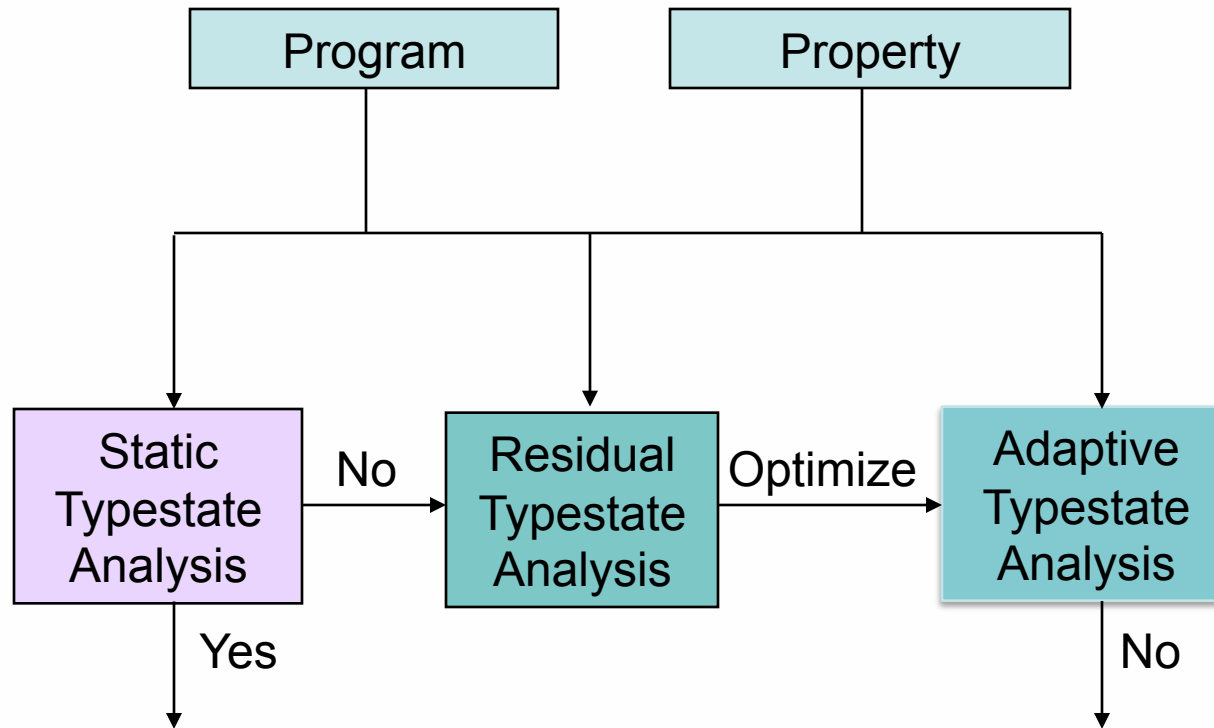 Program
Property
Static
Typestate
Analysis
No
Residual
Typestate
Analysis
Optimize
Adaptive
Typestate
Analysis
Yes
No